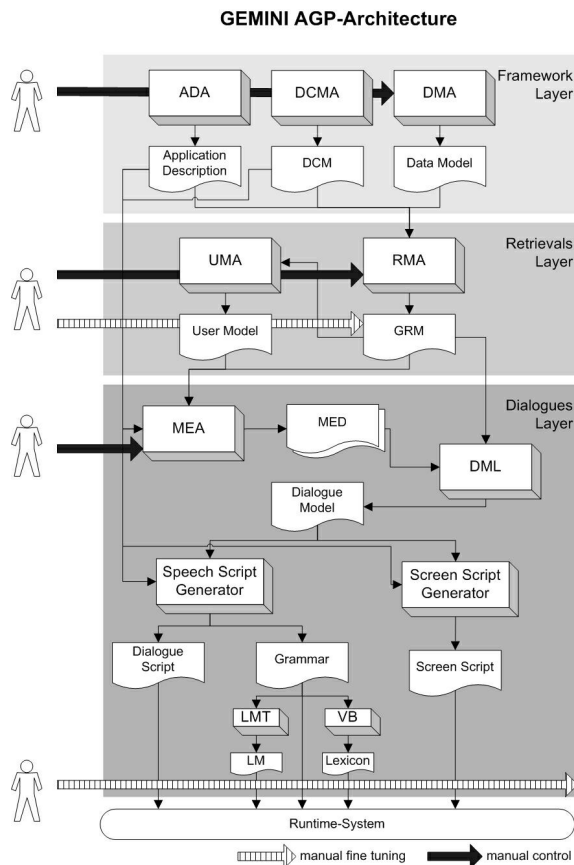 GEMINI AGP-Architecture
Framework
Layer
ADA
DCMA
DMA
Application
Description
DCM
Data Model
Retrievals
Layer
UMA
RMA
User Model
GRM
Dialogues
Layer
MEA
MED
DML
Dialogue
Model
Speech Script
Generator
Screen Script
Generator
Dialogue
Script
Grammar
Screen Script
LMT
VB
LM
Lexicon
Runtime-System
manual fine tuning
manual control